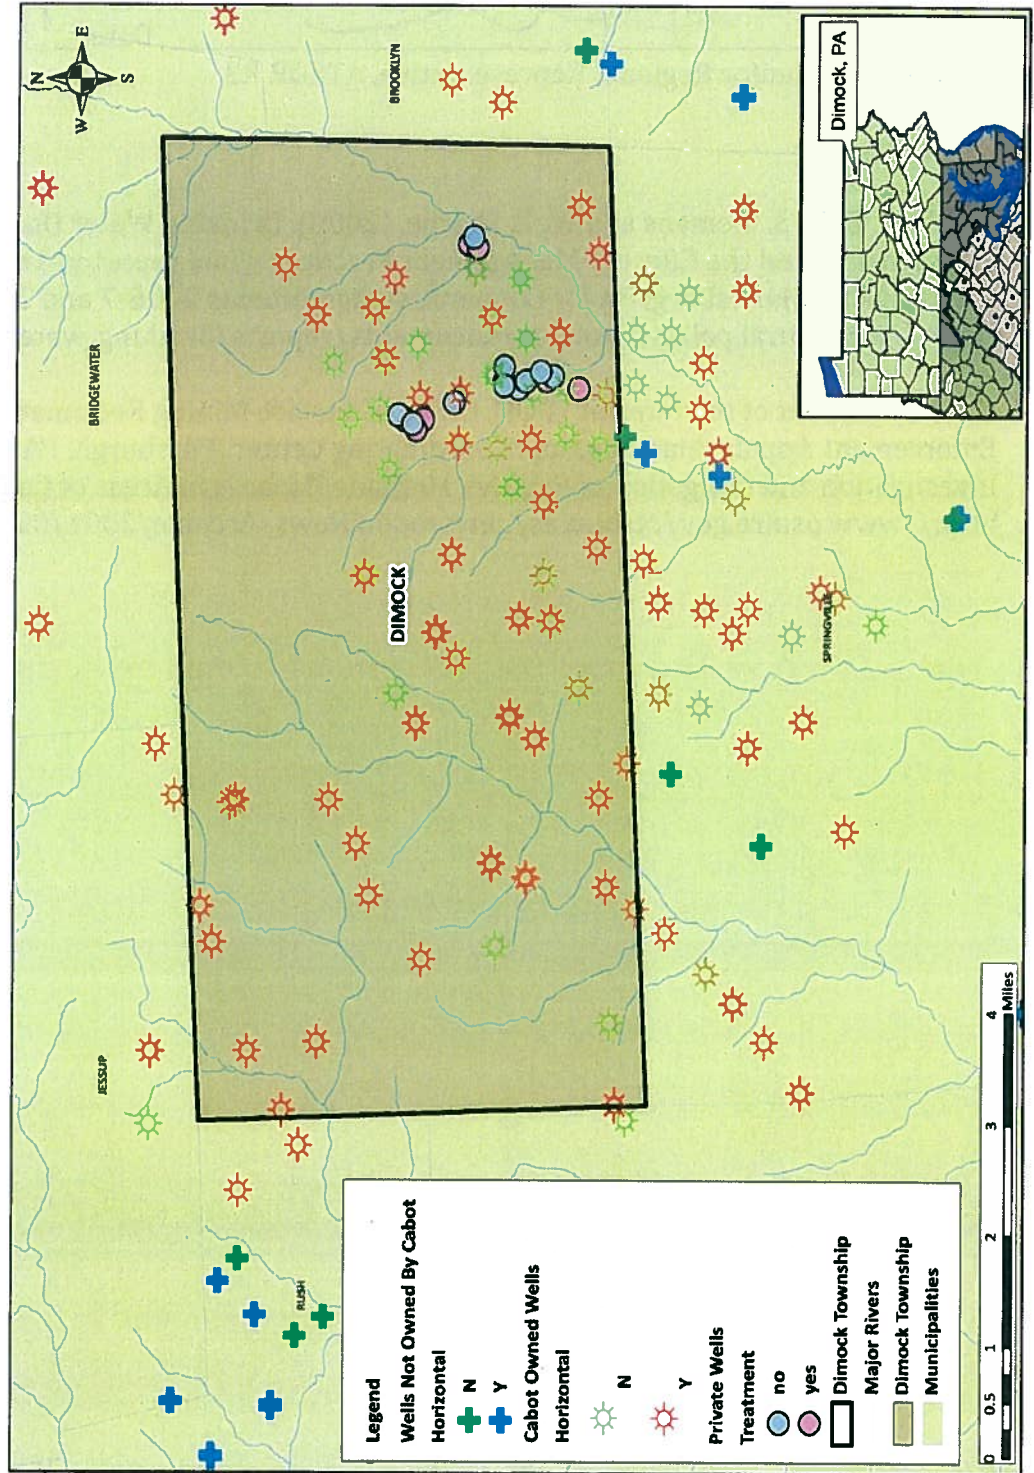 N
E
S
W
BROOKLYN
BRIDGEWATER
DIMOCK
SPRINGVILLE
JESSUP
RUSH
Dimock, PA
Legend
Wells Not Owned By Cabot
Horizontal
N
Y
Cabot Owned Wells
Horizontal
N
Y
Private Wells
Treatment
no
yes
Dimock Township
Major Rivers
Dimock Township
Municipalities
0 0.5 1 2 3 4
Miles